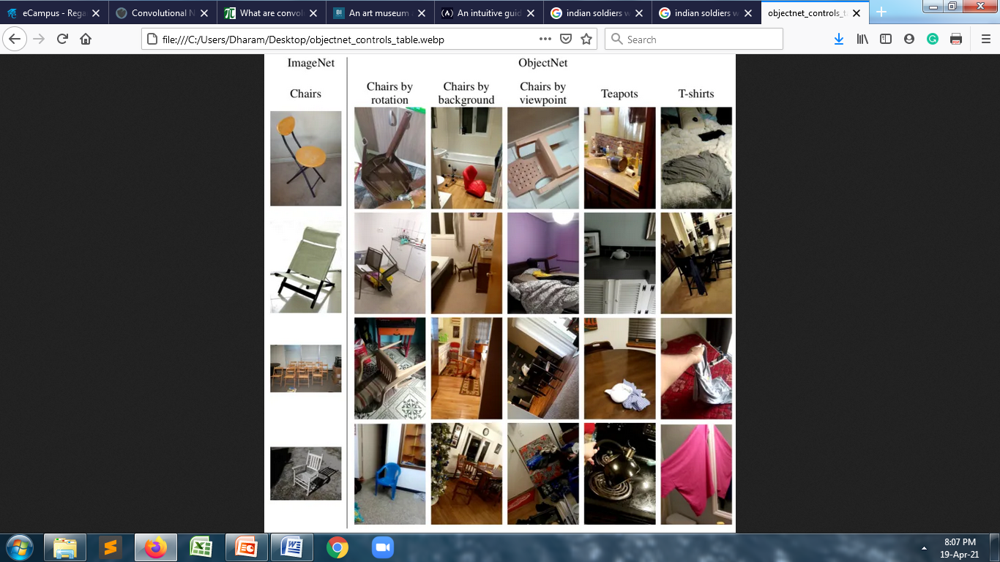 eCampus - Rega
Convolutional N
What are convol
An art museum
An intuitive guid
indian soldiers w
indian soldiers w
objectnet_controls_ta
file:///C:/Users/Dharam/Desktop/objectnet_controls_table.webp
Search
ImageNet
ObjectNet
Chairs
Chairs by
rotation
Chairs by
background
Chairs by
viewpoint
Teapots
T-shirts
8:07 PM
19-Apr-21